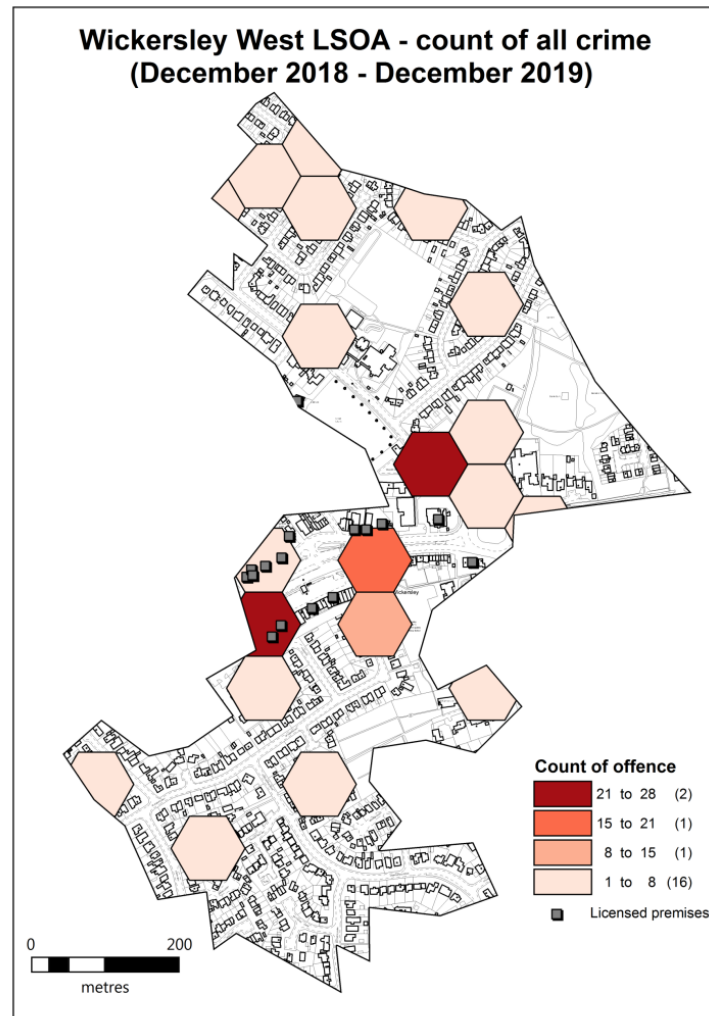 Wickersley West LSOA - count of all crime
(December 2018 - December 2019)
Wickersley
Count of offence
21 to 28 (2)
15 to 21 (1)
8 to 15 (1)
1 to 8 (16)
Licensed premises
0 200
metres